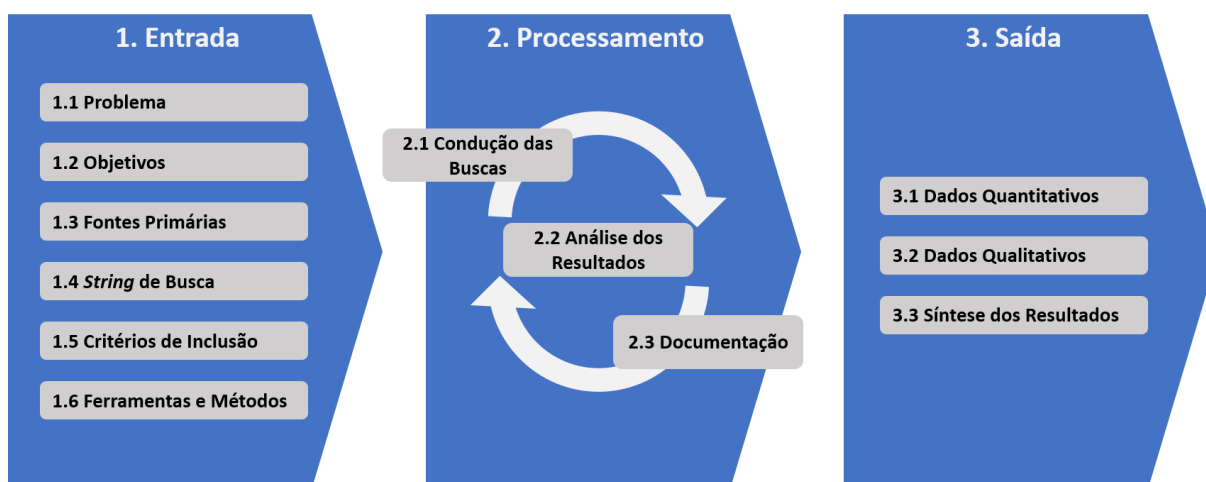 1. Entrada
1.1 Problema
1.2 Objetivos
1.3 Fontes Primárias
1.4 String de Busca
1.5 Critérios de Inclusão
1.6 Ferramentas e Métodos
2. Processamento
2.1 Condução das
Buscas
2.2 Análise dos
Resultados
2.3 Documentação
3. Saída
3.1 Dados Quantitativos
3.2 Dados Qualitativos
3.3 Síntese dos Resultados